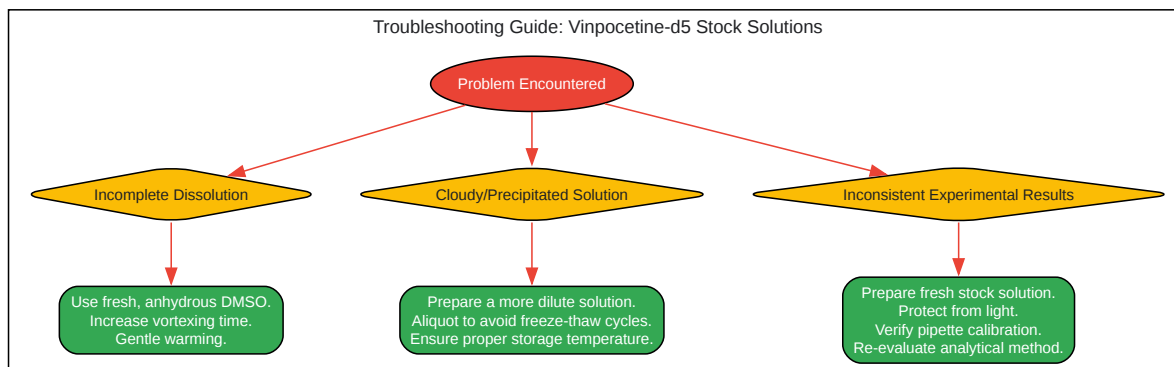 Troubleshooting Guide: Vinpocetine-d5 Stock Solutions
Problem Encountered
Incomplete Dissolution
Cloudy/Precipitated Solution
Inconsistent Experimental Results
Use fresh, anhydrous DMSO.
Increase vortexing time.
Gentle warming.
Prepare a more dilute solution.
Aliquot to avoid freeze-thaw cycles.
Ensure proper storage temperature.
Prepare fresh stock solution.
Protect from light.
Verify pipette calibration.
Re-evaluate analytical method.